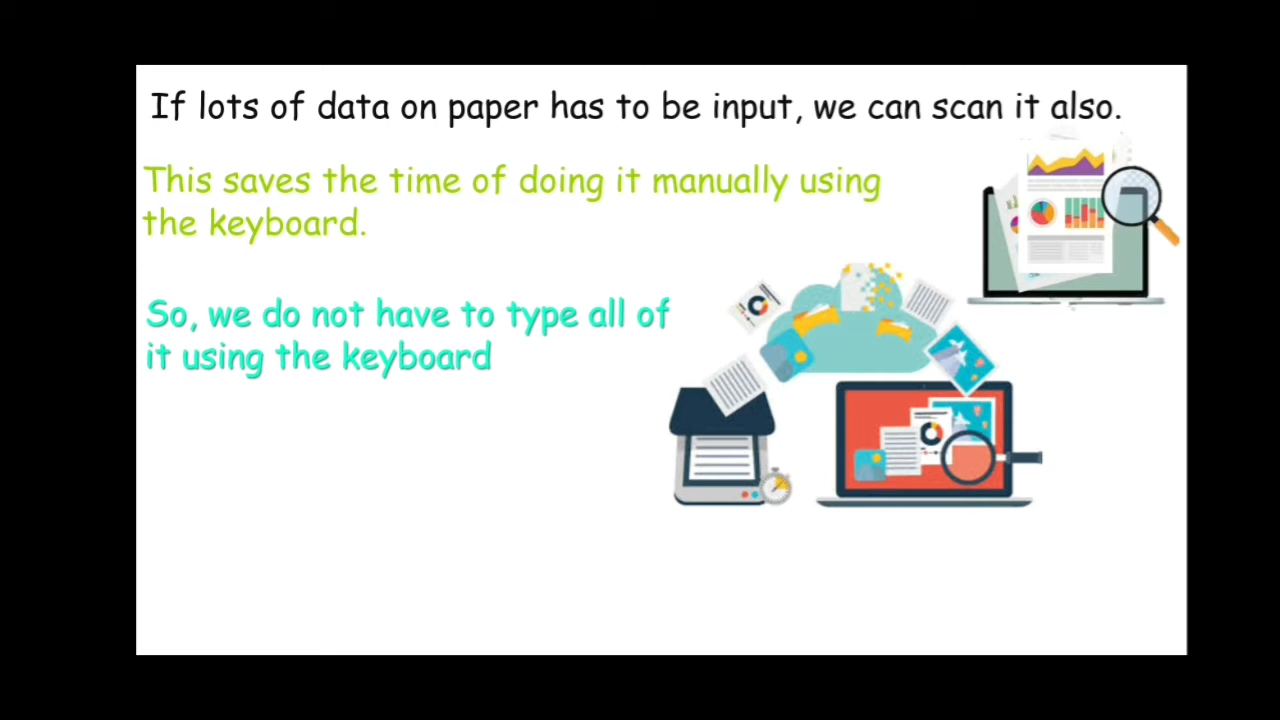 If lots of data on paper has to be input, we can scan it also.
This saves the time of doing it manually using
the keyboard.
So, we do not have to type all of
it using the keyboard